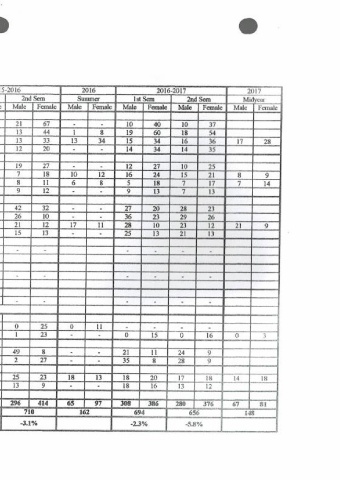 5-2016 2016 2016-2017 2017
2nd Sem Summer 1st Sem 2nd Sem Midyear
Male Female Male Female Male Female Male Female Male Female
21 67 - - 10 40 10 37
13 44 1 8 19 60 18 54
13 33 13 34 15 34 16 36 17 28
12 20 - - 14 34 14 35
19 27 - - 12 27 10 25
7 18 10 12 16 24 15 21 8 9
8 11 6 8 5 18 7 17 7 14
9 12 - - 9 13 7 13
42 32 - - 27 20 28 23
26 10 - - 36 23 29 26
21 12 17 11 28 10 23 12 21 9
15 13 - - 25 13 21 13
- - - - - - -
- - - - - - -
- - - - - - -
0 25 0 11 - - - -
1 23 - - 0 15 0 16 0 3
49 8 - - 21 11 24 9
2 27 - - 35 8 28 9
25 23 18 13 18 20 17 18 14 18
13 9 - - 18 16 13 12
296 414 65 97 308 386 280 376 67 81
710 162 694 656 148
-3.1% -2.3% -5.8%